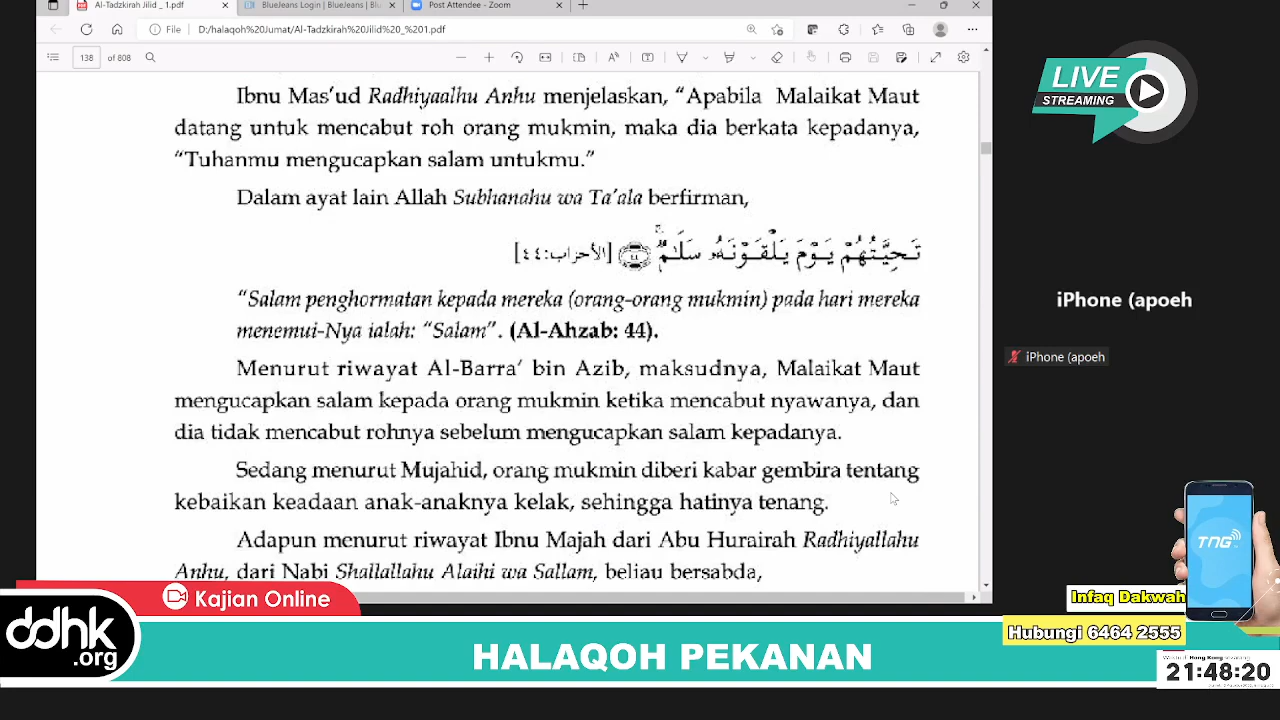 Al-Tadzkirah Jilid _ 1.pdf
BlueJeans Login | BlueJeans | Bu
Post Attendee - Zoom
File
D:/halaqoh%20Jumat/Al-Tadzkirah%20Jilid%20_%201.pdf
138
of 808
Ibnu Mas'ud Radhiyaalhu Anhu menjelaskan, "Apabila Malaikat Maut
datang untuk mencabut roh orang mukmin, maka dia berkata kepadanya,
"Tuhanmu mengucapkan salam untukmu."
Dalam ayat lain Allah Subhanahu wa Ta'ala berfirman,
تَحِيَّتُهُمْ يَوْمَ يَلْقَوْنَهُۥ سَلَٰمٌۚ ٤٤ [الأحزاب:٤٤]
"Salam penghormatan kepada mereka (orang-orang mukmin) pada hari mereka
menemui-Nya ialah: "Salam". (Al-Ahzab: 44).
Menurut riwayat Al-Barra' bin Azib, maksudnya, Malaikat Maut
mengucapkan salam kepada orang mukmin ketika mencabut nyawanya, dan
dia tidak mencabut rohnya sebelum mengucapkan salam kepadanya.
Sedang menurut Mujahid, orang mukmin diberi kabar gembira tentang
kebaikan keadaan anak-anaknya kelak, sehingga hatinya tenang.
Adapun menurut riwayat Ibnu Majah dari Abu Hurairah Radhiyallahu
Anhu, dari Nabi Shallallahu Alaihi wa Sallam, beliau bersabda,
LIVE
STREAMING
iPhone (apoeh
iPhone (apoeh
TNG
Infaq Dakwah
Hubungi 6464 2555
Kajian Online
ddhk
.org
HALAQOH PEKANAN
21:48:20